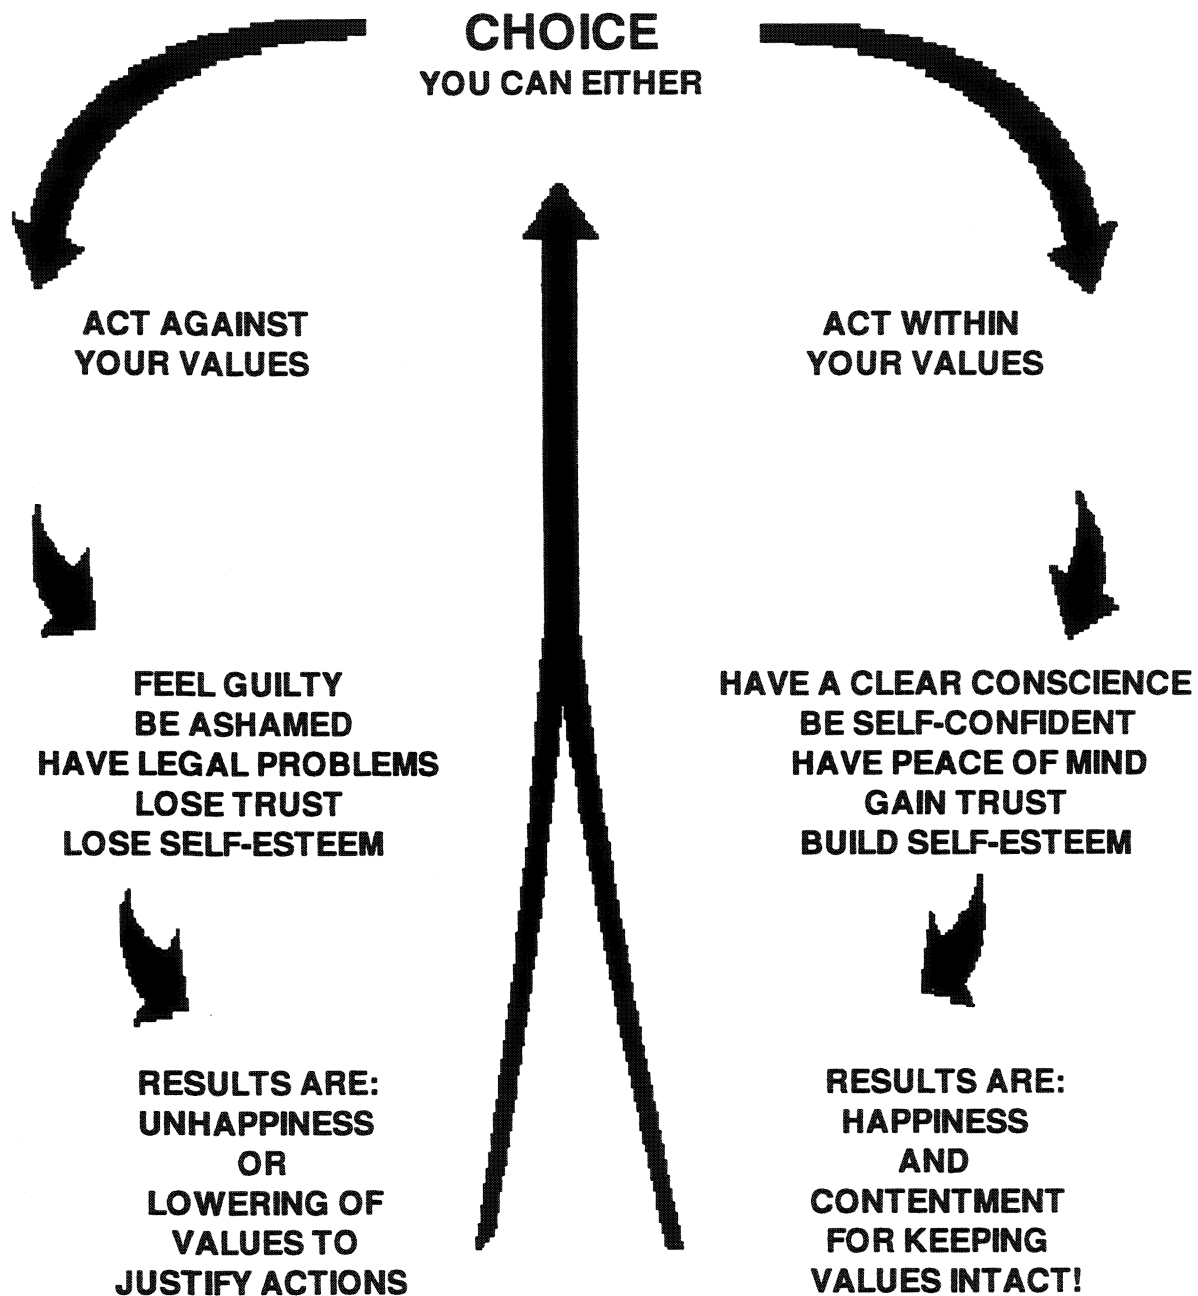 CHOICE
YOU CAN EITHER
ACT AGAINST
YOUR VALUES
FEEL GUILTY
BE ASHAMED
HAVE LEGAL PROBLEMS
LOSE TRUST
LOSE SELF-ESTEEM
RESULTS ARE:
UNHAPPINESS
OR
LOWERING OF
VALUES TO
JUSTIFY ACTIONS
ACT WITHIN
YOUR VALUES
HAVE A CLEAR CONSCIENCE
BE SELF-CONFIDENT
HAVE PEACE OF MIND
GAIN TRUST
BUILD SELF-ESTEEM
RESULTS ARE:
HAPPINESS
AND
CONTENTMENT
FOR KEEPING
VALUES INTACT!